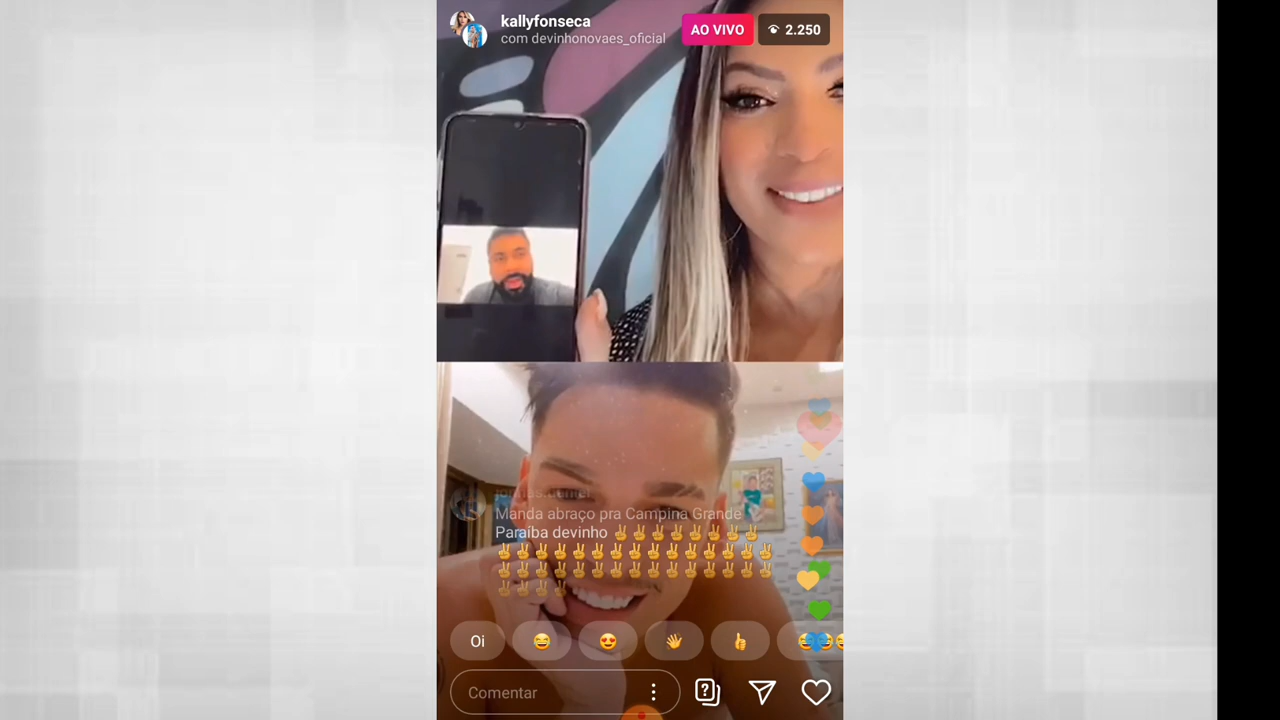 kallyfonseca
com devinhonovaes_oficial
AO VIVO
2.250
Manda abraço pra Campina Grande
Paraiba devinho ✌✌✌✌✌✌✌✌
✌✌✌✌✌✌✌✌✌✌✌✌✌✌✌
✌✌✌✌✌✌✌✌✌✌✌✌✌✌✌
✌✌✌✌
Oi
Comentar